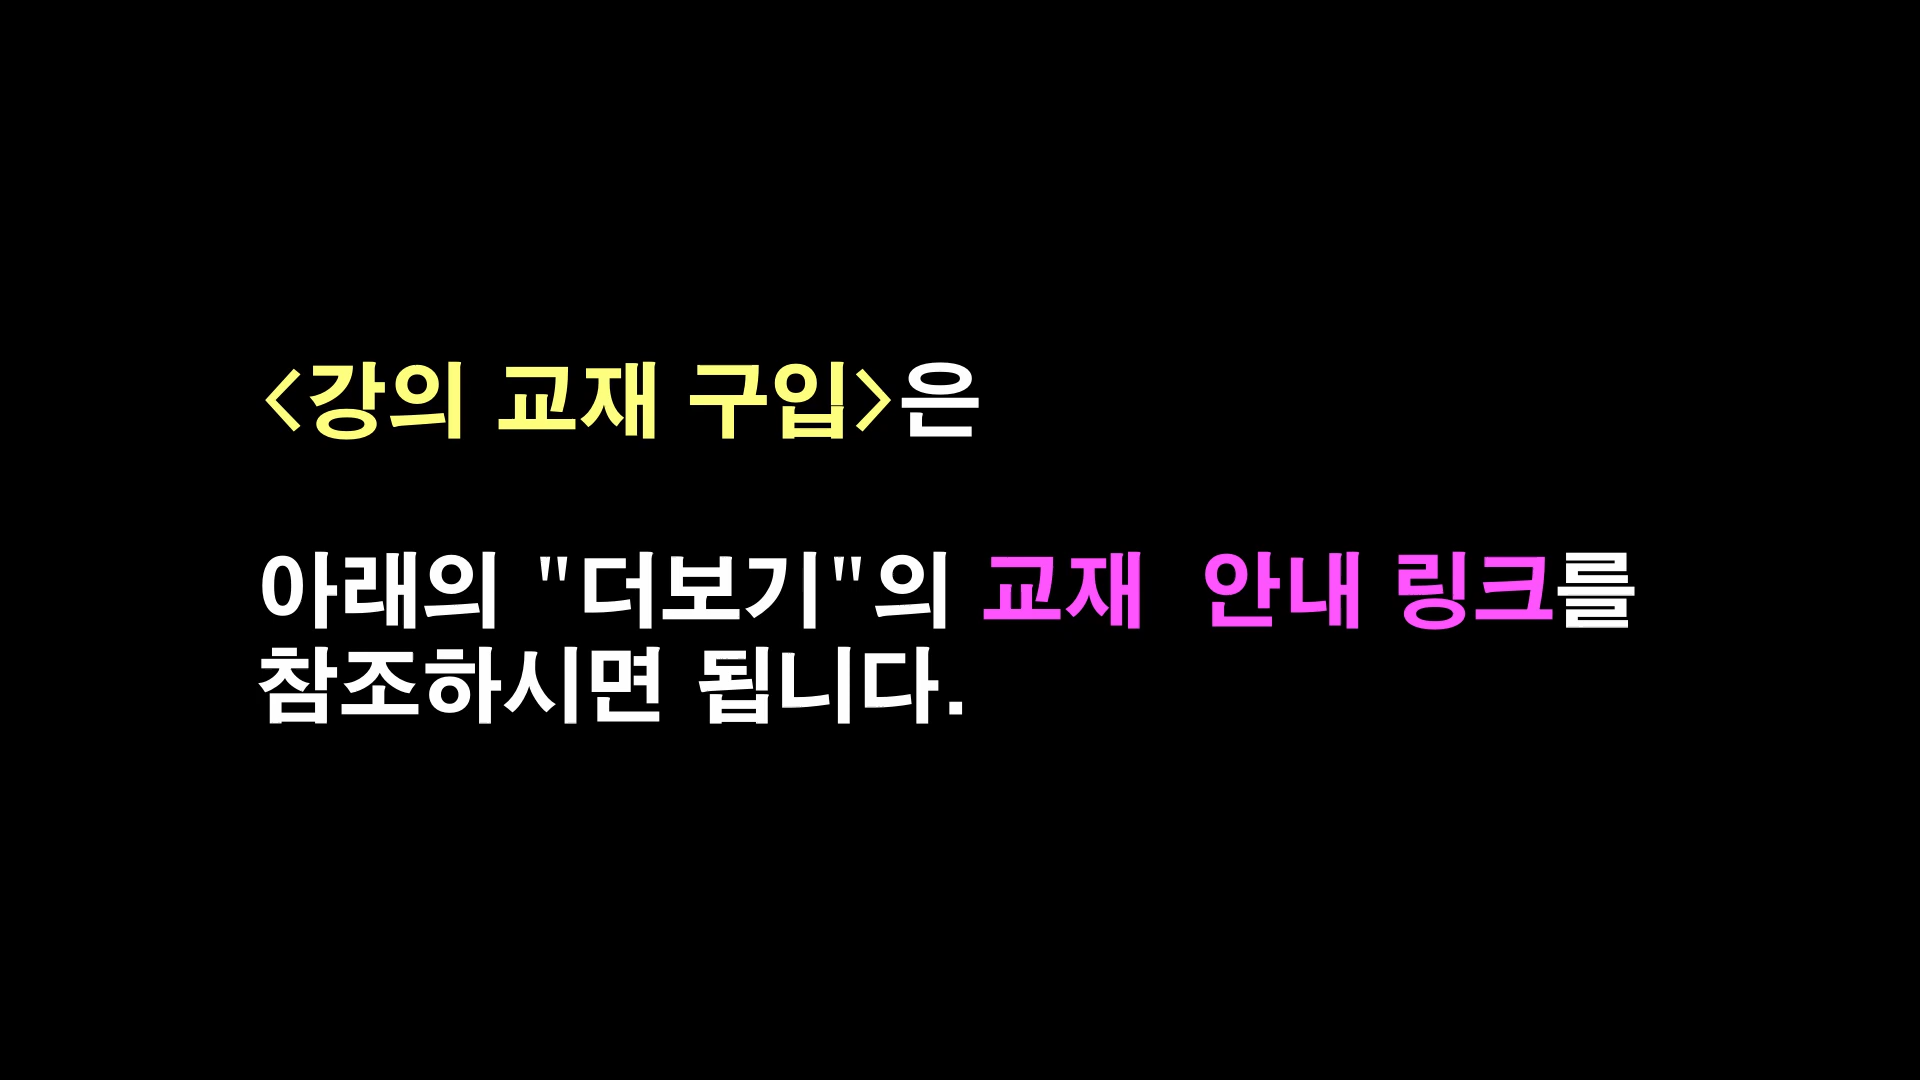 <강의 교재 구입>은
아래의 "더보기"의 교재  안내 링크를
참조하시면 됩니다.